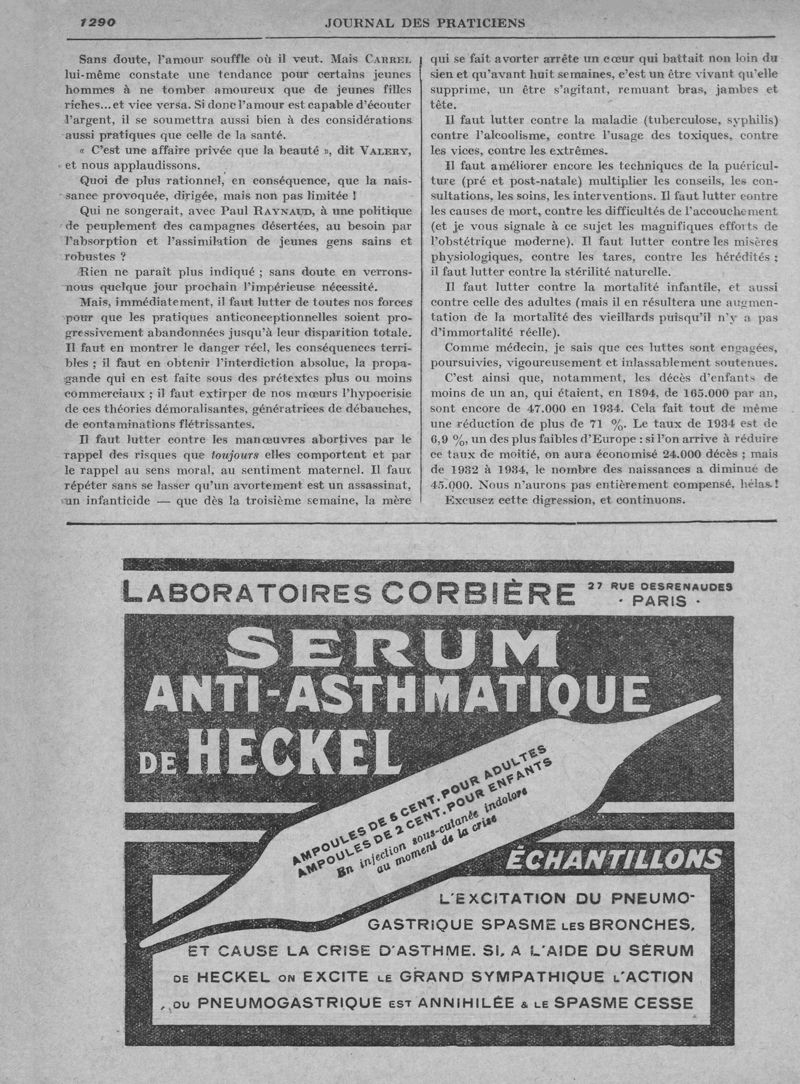 1290
JOURNAL DES PRATICIENS
Sans doute, l'amour souffle où il veut. Mais CARREL
lui-même constate une tendance pour certains jeunes
hommes à ne tomber amoureux que de jeunes filles
riches... et vice versa. Si donc l'amour est capable d'écouter
l'argent, il se soumettra aussi bien à des considérations
aussi pratiques que celle de la santé.
« C'est une affaire privée que la beauté », dit VALERY,
et nous applaudissons.
Quoi de plus rationnel, en conséquence, que la nais-
sance provoquée, dirigée, mais non pas limitée !
Qui ne songerait, avec Paul RAYNAUD, à une politique
de peuplement des campagnes désertées, au besoin par
l'absorption et l'assimilation de jeunes gens sains et
robustes ?
Rien ne paraît plus indiqué ; sans doute en verrons-
nous quelque jour prochain l'impérieuse nécessité.
Mais, immédiatement, il faut lutter de toutes nos forces
pour que les pratiques anticonceptionnelles soient pro-
gressivement abandonnées jusqu'à leur disparition totale.
Il faut en montrer le danger réel, les conséquences terri-
bles ; il faut en obtenir l'interdiction absolue, la propa-
gande qui en est faite sous des prétextes plus ou moins
commerciaux ; il faut extirper de nos mœurs l'hypocrisie
de ces théories démoralisantes, génératrices de débauches,
de contaminations flétrissantes.
Il faut lutter contre les manœuvres abortives par le
rappel des risques que toujours elles comportent et par
le rappel au sens moral, au sentiment maternel. Il faut
répéter sans se lasser qu'un avortement est un assassinat,
un infanticide — que dès la troisième semaine, la mère
qui se fait avorter arrête un cœur qui battait non loin du
sien et qu'avant huit semaines, c'est un être vivant qu'elle
supprime, un être s'agitant, remuant bras, jambes et
tête.
Il faut lutter contre la maladie (tuberculose, syphilis)
contre l'alcoolisme, contre l'usage des toxiques, contre
les vices, contre les extrêmes.
Il faut améliorer encore les techniques de la puéricul-
ture (pré et post-natale) multiplier les conseils, les con-
sultations, les soins, les interventions. Il faut lutter contre
les causes de mort, contre les difficultés de l'accouchement
(et je vous signale à ce sujet les magnifiques efforts de
l'obstétrique moderne). Il faut lutter contre les misères
physiologiques, contre les tares, contre les hérédités :
il faut lutter contre la stérilité naturelle.
Il faut lutter contre la mortalité infantile, et aussi
contre celle des adultes (mais il en résultera une augmen-
tation de la mortalité des vieillards puisqu'il n'y a pas
d'immortalité réelle).
Comme médecin, je sais que ces luttes sont engagées,
poursuivies, vigoureusement et inlassablement soutenues.
C'est ainsi que, notamment, les décès d'enfants de
moins de un an, qui étaient, en 1894, de 165.000 par an,
sont encore de 47.000 en 1934. Cela fait tout de même
une réduction de plus de 71 %. Le taux de 1934 est de
6,9 %, un des plus faibles d'Europe : si l'on arrive à réduire
ce taux de moitié, on aura économisé 24.000 décès ; mais
de 1932 à 1934, le nombre des naissances a diminué de
45.000. Nous n'aurons pas entièrement compensé, hélas !
Excusez cette digression, et continuons.
LABORATOIRES CORBIÈRE 27 RUE DESRENAUDES
· PARIS ·
SERUM
ANTI-ASTHMATIQUE
DE HECKEL
AMPOULES DE 5 CENT. POUR ADULTES
AMPOULES DE 2 CENT. POUR ENFANTS
En injection sous-cutanée indolore
au moment de la crise
ÉCHANTILLONS
L'EXCITATION DU PNEUMO-
GASTRIQUE SPASME LES BRONCHES,
ET CAUSE LA CRISE D'ASTHME. SI, A L'AIDE DU SÉRUM
DE HECKEL ON EXCITE LE GRAND SYMPATHIQUE L'ACTION
DU PNEUMOGASTRIQUE EST ANNIHILÉE & LE SPASME CESSE